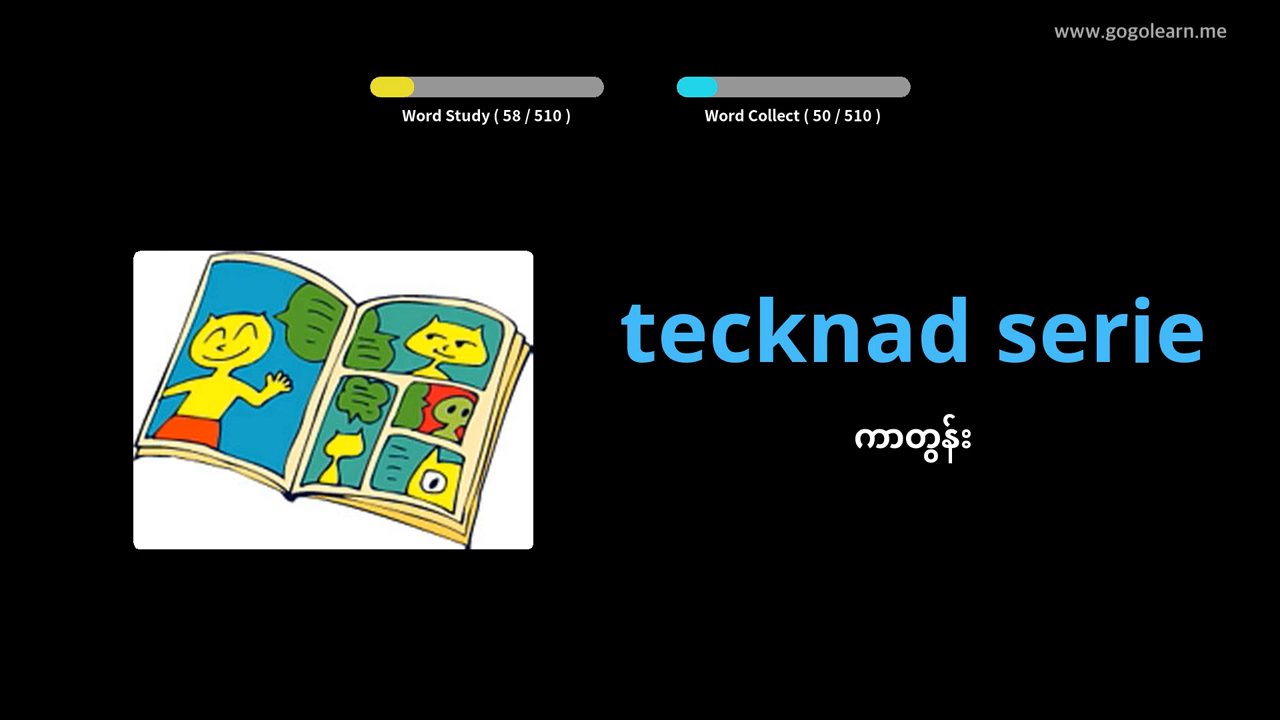 www.gogolearn.me
Word Study ( 58 / 510 )
Word Collect ( 50 / 510 )
tecknad serie
ကာတွန်း